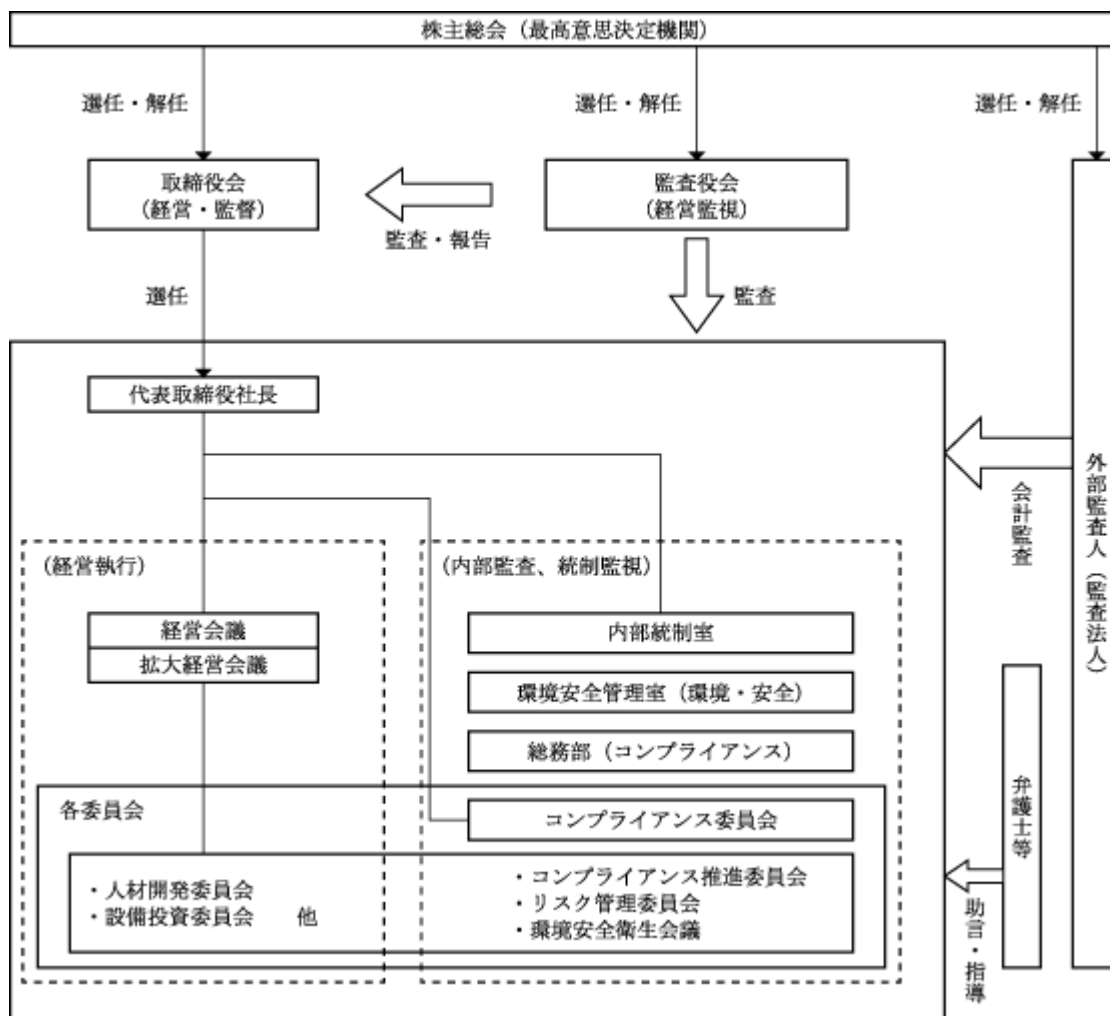 株主総会（最高意思決定機関）
選任・解任
選任・解任
選任・解任
取締役会
（経営・監督）
監査役会
（経営監視）
監査・報告
選任
監査
代表取締役社長
外部監査人（監査法人）
会計監査
（経営執行）
（内部監査、統制監視）
経営会議
拡大経営会議
内部統制室
環境安全管理室（環境・安全）
総務部（コンプライアンス）
弁護士等
助言・指導
各委員会
コンプライアンス委員会
・人材開発委員会
・設備投資委員会　他
・コンプライアンス推進委員会
・リスク管理委員会
・環境安全衛生会議